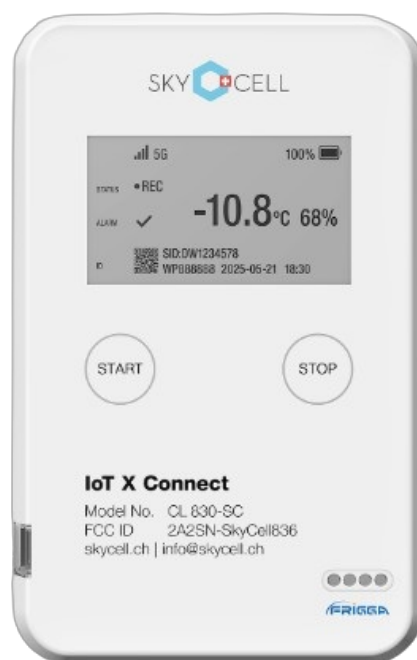 SKY CELL
5G 100%
STATUS •REC
ALARM ✓ -10.8°C 68%
SID:DW1234578
ID WP888888 2025-05-21 18:30
START STOP
IoT X Connect
Model No. CL 830-SC
FCC ID 2A2SN-SkyCell836
skycell.ch | info@skycell.ch
FRIGGA